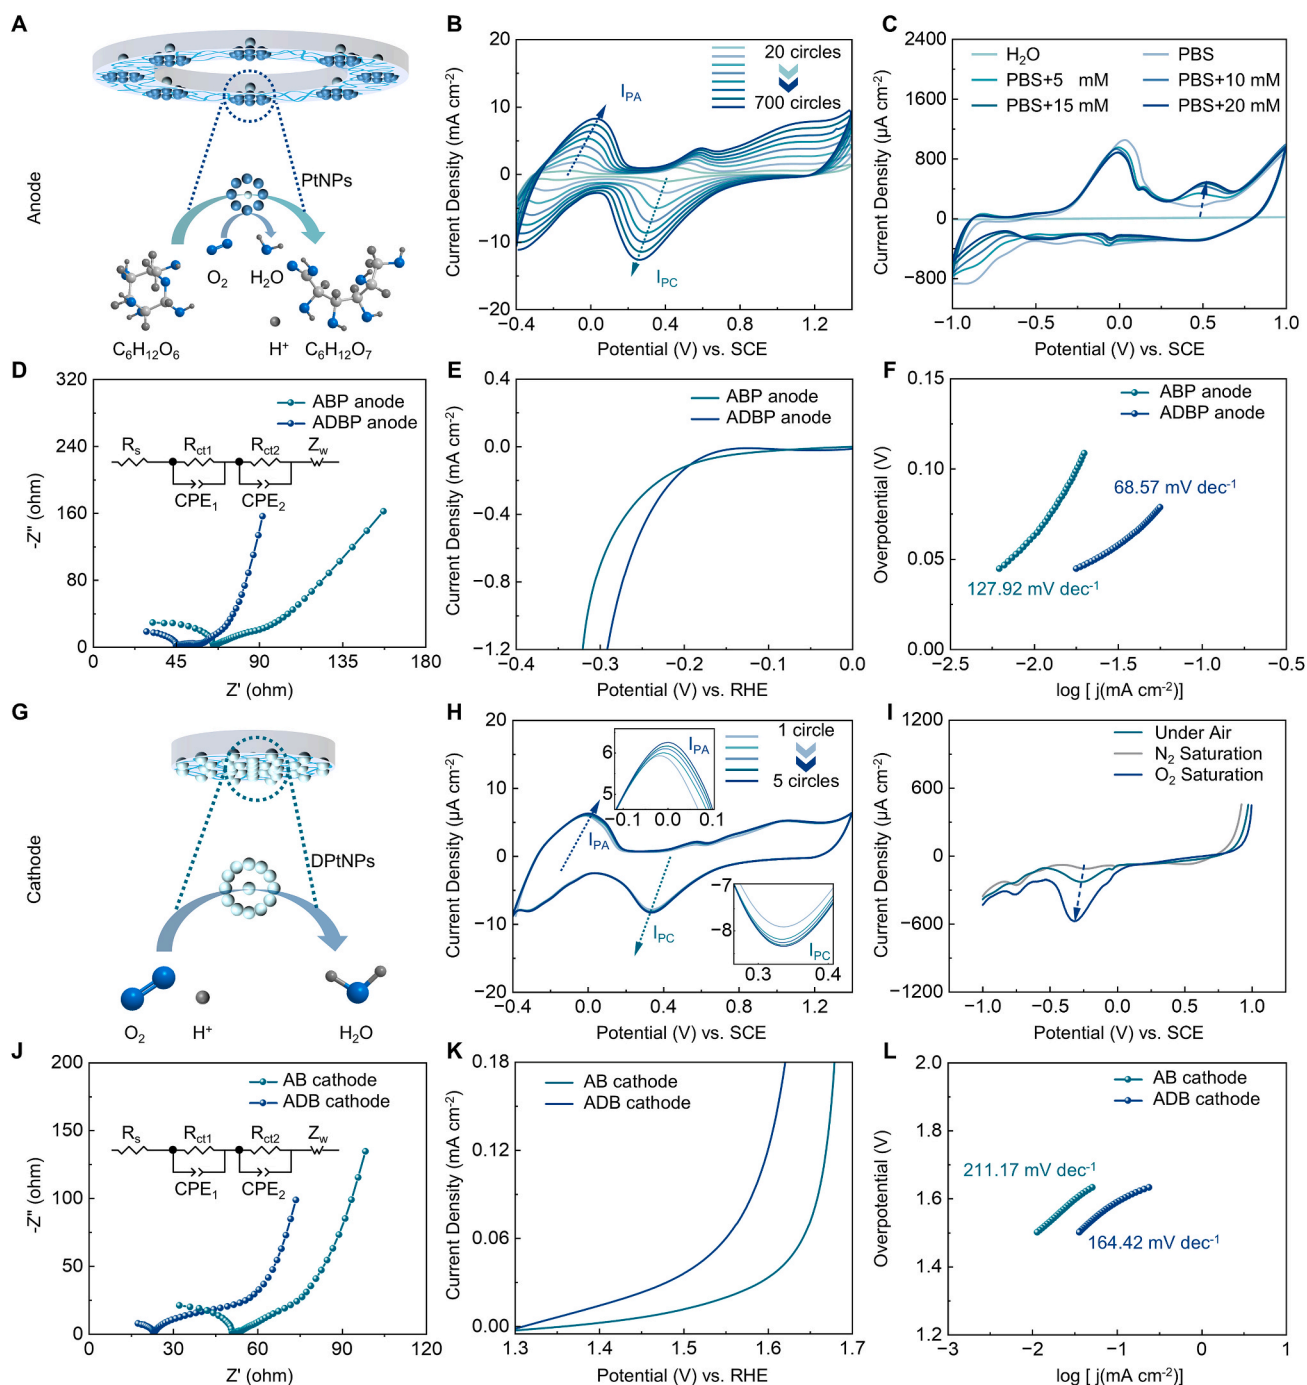 A
Anode
PtNPs
O2
H2O
C6H12O6
H+
C6H12O7
B
Current Density (mA cm-2)
20
10
0
−10
−20
20 circles
700 circles
IPA
IPC
−0.4 0.0 0.4 0.8 1.2
Potential (V) vs. SCE
C
Current Density (µA cm-2)
2400
1600
800
0
−800
H2O PBS
PBS+5 mM PBS+10 mM
PBS+15 mM PBS+20 mM
−1.0 −0.5 0.0 0.5 1.0
Potential (V) vs. SCE
D
-Z" (ohm)
320
240
160
80
0
ABP anode
ADBP anode
Rs Rct1 Rct2 Zw
CPE1 CPE2
0 45 90 135 180
Z' (ohm)
E
Current Density (mA cm-2)
0.4
0.0
−0.4
−0.8
−1.2
ABP anode
ADBP anode
−0.4 −0.3 −0.2 −0.1 0.0
Potential (V) vs. RHE
F
Overpotential (V)
0.15
0.10
0.05
0.00
ABP anode
ADBP anode
68.57 mV dec-1
127.92 mV dec-1
−2.5 −2.0 −1.5 −1.0 −0.5
log [ j(mA cm-2)]
G
Cathode
DPtNPs
O2
H+
H2O
H
Current Density (µA cm-2)
20
10
0
−10
−20
1 circle
5 circles
IPA
6
5
−0.1 0.0 0.1
IPA
IPC
−7
−8
IPC
0.3 0.4
−0.4 0.0 0.4 0.8 1.2
Potential (V) vs. SCE
I
Current Density (µA cm-2)
1200
600
0
−600
−1200
Under Air
N2 Saturation
O2 Saturation
−1.0 −0.5 0.0 0.5 1.0
Potential (V) vs. SCE
J
-Z" (ohm)
200
150
100
50
0
AB cathode
ADB cathode
Rs Rct1 Rct2 Zw
CPE1 CPE2
0 30 60 90 120
Z' (ohm)
K
Current Density (mA cm-2)
0.18
0.12
0.06
0.00
AB cathode
ADB cathode
1.3 1.4 1.5 1.6 1.7
Potential (V) vs. RHE
L
Overpotential (V)
2.0
1.8
1.6
1.4
1.2
AB cathode
ADB cathode
211.17 mV dec-1
164.42 mV dec-1
−2 −1 0 1
log [ j(mA cm-2)]